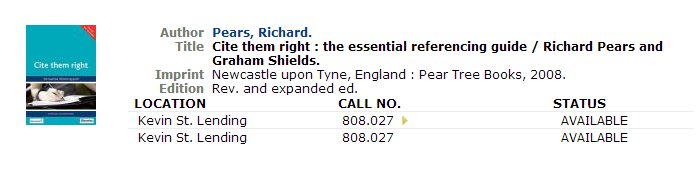 Cite them right
Author Pears, Richard.
Title Cite them right : the essential referencing guide / Richard Pears and
Graham Shields.
Imprint Newcastle upon Tyne, England : Pear Tree Books, 2008.
Edition Rev. and expanded ed.
LOCATION CALL NO. STATUS
Kevin St. Lending 808.027 AVAILABLE
Kevin St. Lending 808.027 AVAILABLE